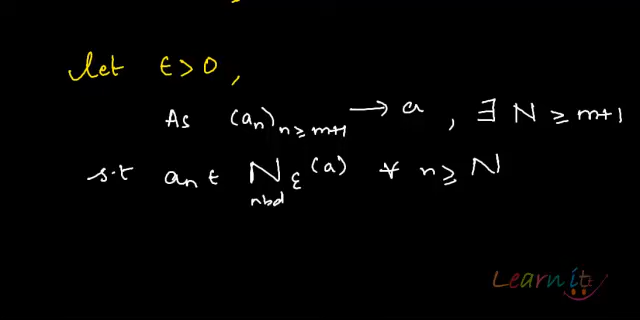 let ε > 0 ,
As (aₙ)ₙ ≥ ₘ₊₁ → a , ∃ N ≥ m+1
s.t aₙ ∈ N_ε (a) ∀ n ≥ N
nbd
Learnit